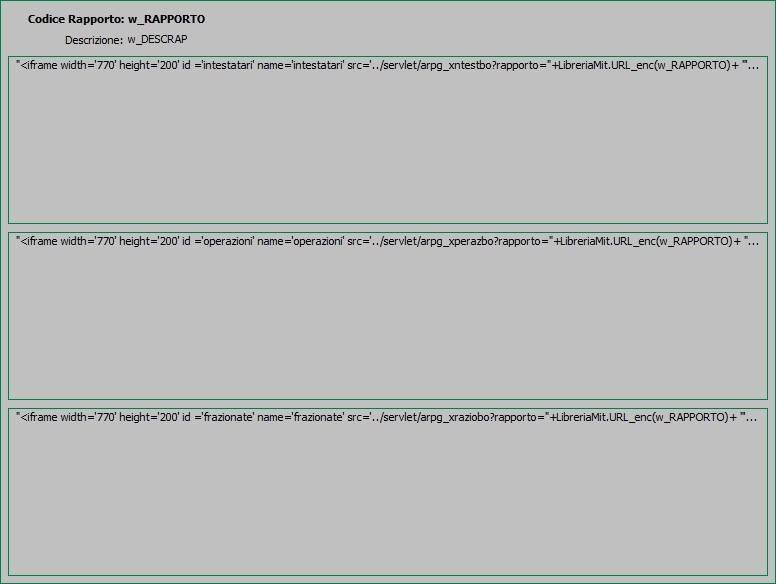 Codice Rapporto: w_RAPPORTO
Descrizione: w_DESCRAP
"<iframe width='770' height='200' id ='intestatari' name='intestatari' src='../servlet/arpg_xntestbo?rapporto="+LibreriaMit.URL_enc(w_RAPPORTO)+ "'"...
"<iframe width='770' height='200' id ='operazioni' name='operazioni' src='../servlet/arpg_xperazbo?rapporto="+LibreriaMit.URL_enc(w_RAPPORTO)+ "...
"<iframe width='770' height='200' id ='frazionate' name='frazionate' src='../servlet/arpg_xraziobo?rapporto="+LibreriaMit.URL_enc(w_RAPPORTO)+ "'"...